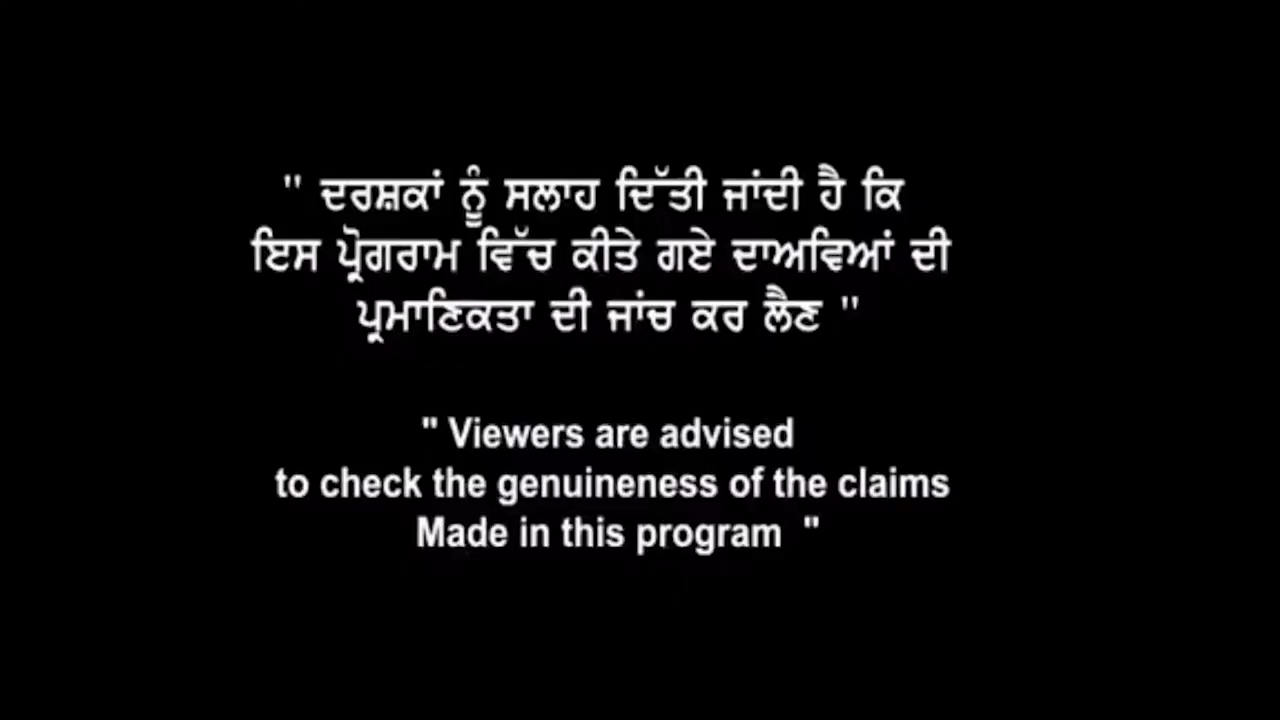 " ਦਰਸ਼ਕਾਂ ਨੂੰ ਸਲਾਹ ਦਿੱਤੀ ਜਾਂਦੀ ਹੈ ਕਿ
ਇਸ ਪ੍ਰੋਗਰਾਮ ਵਿੱਚ ਕੀਤੇ ਗਏ ਦਾਅਵਿਆਂ ਦੀ
ਪ੍ਰਮਾਣਿਕਤਾ ਦੀ ਜਾਂਚ ਕਰ ਲੈਣ "
" Viewers are advised
to check the genuineness of the claims
Made in this program "